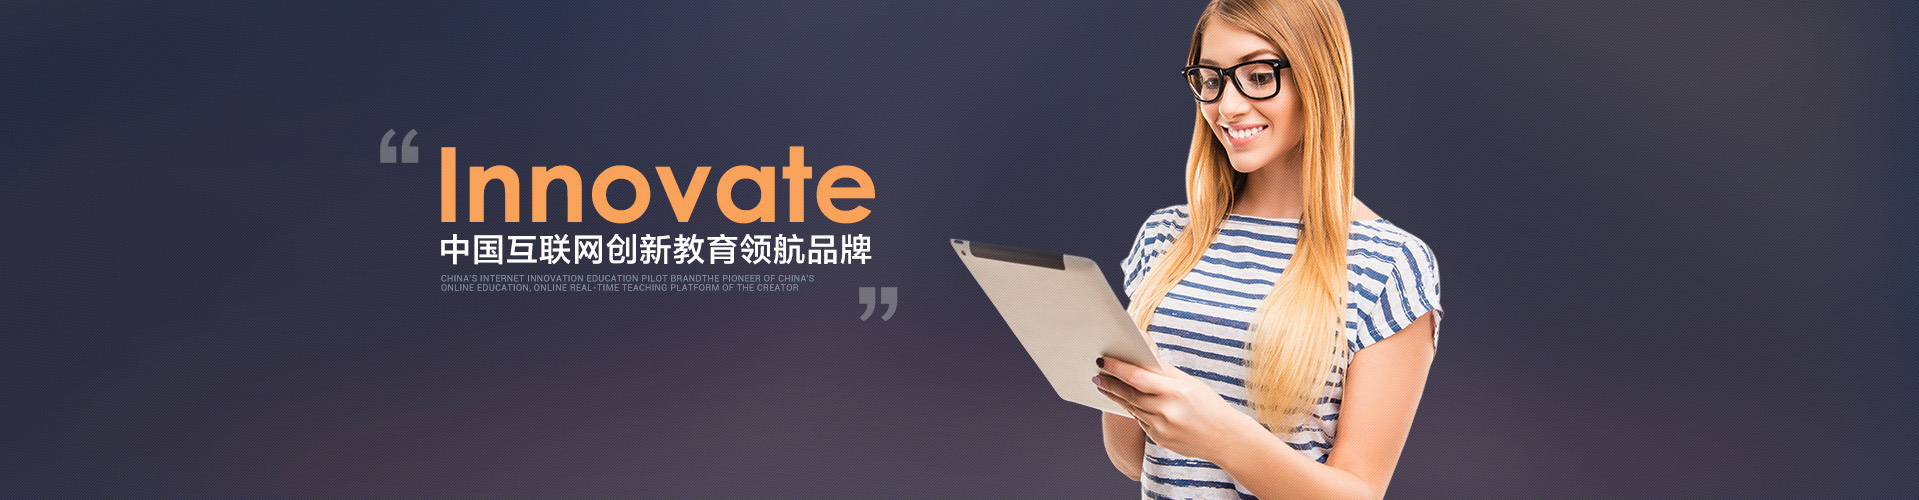 “
Innovate
中国互联网创新教育领航品牌
CHINA'S INTERNET INNOVATION EDUCATION PILOT BRANDTHE PIONEER OF CHINA'S
ONLINE EDUCATION, ONLINE REAL-TIME TEACHING PLATFORM OF THE CREATOR
”